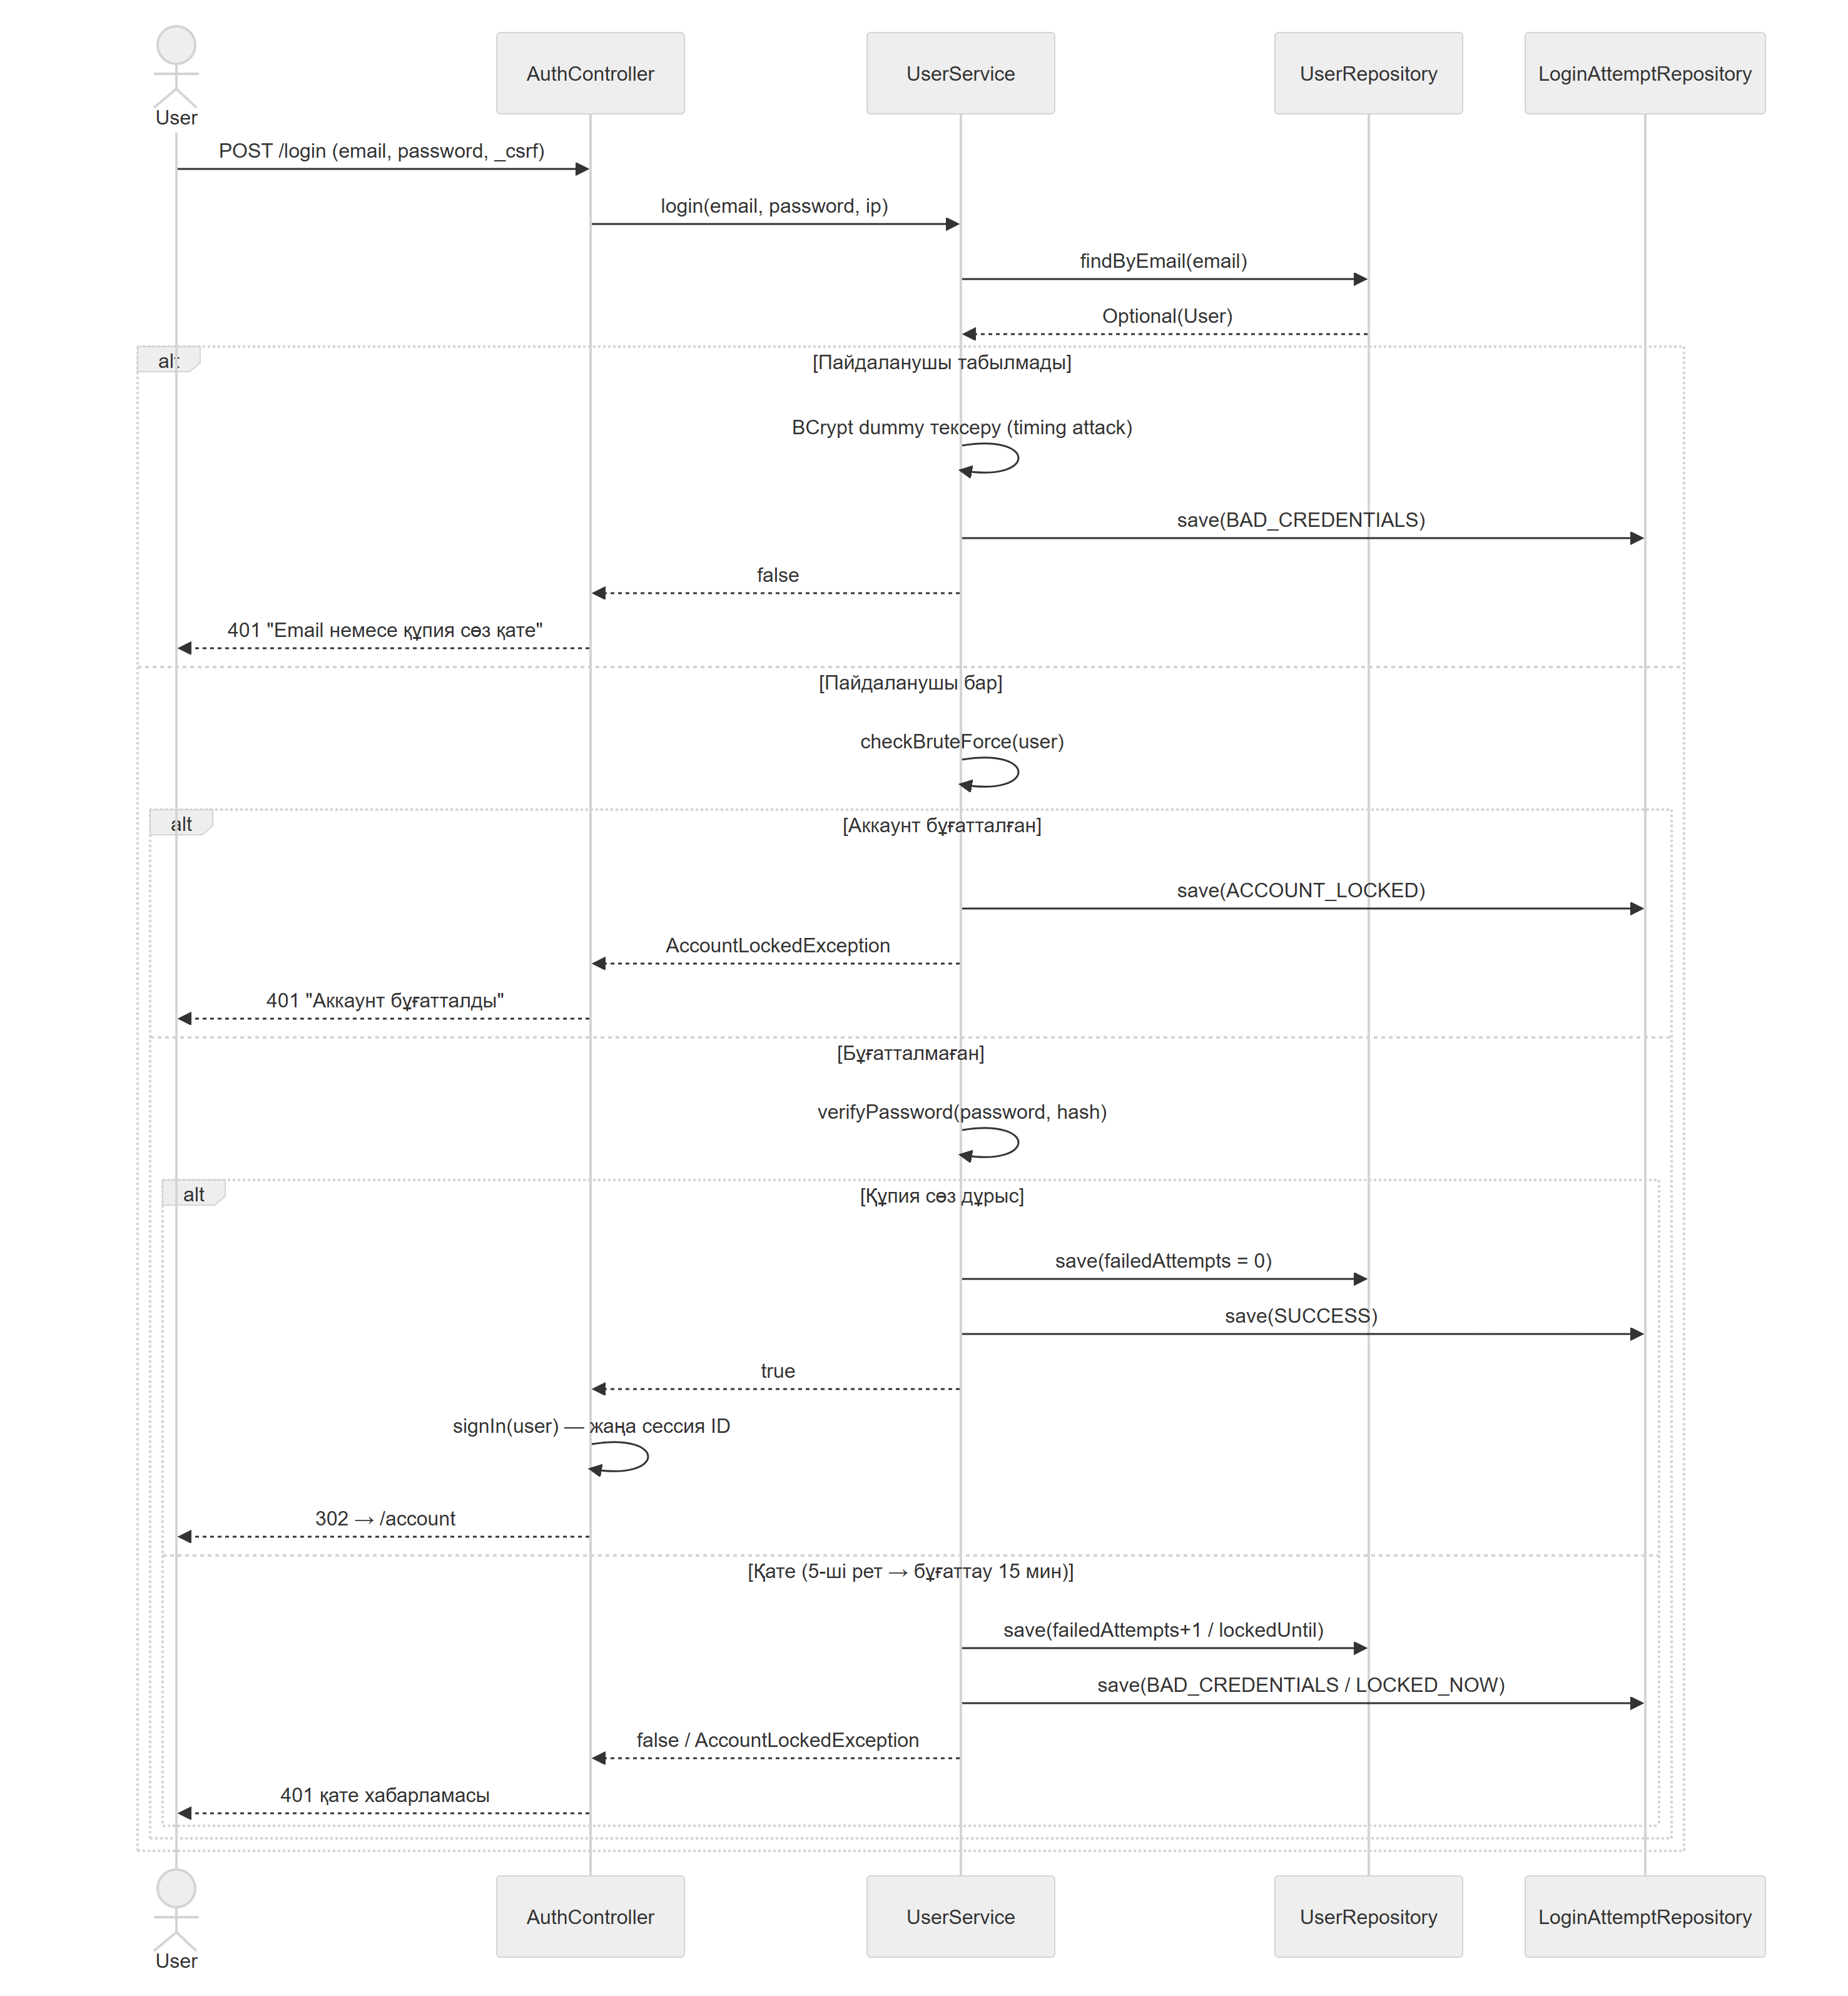 User
AuthController
UserService
UserRepository
LoginAttemptRepository
POST /login (email, password, _csrf)
login(email, password, ip)
findByEmail(email)
Optional(User)
alt
[Пайдаланушы табылмады]
BCrypt dummy тексеру (timing attack)
save(BAD_CREDENTIALS)
false
401 "Email немесе құпия сөз қате"
[Пайдаланушы бар]
checkBruteForce(user)
alt
[Аккаунт бұғатталған]
save(ACCOUNT_LOCKED)
AccountLockedException
401 "Аккаунт бұғатталды"
[Бұғатталмаған]
verifyPassword(password, hash)
alt
[Құпия сөз дұрыс]
save(failedAttempts = 0)
save(SUCCESS)
true
signIn(user) — жаңа сессия ID
302 → /account
[Қате (5-ші рет → бұғаттау 15 мин)]
save(failedAttempts+1 / lockedUntil)
save(BAD_CREDENTIALS / LOCKED_NOW)
false / AccountLockedException
401 қате хабарламасы
User
AuthController
UserService
UserRepository
LoginAttemptRepository